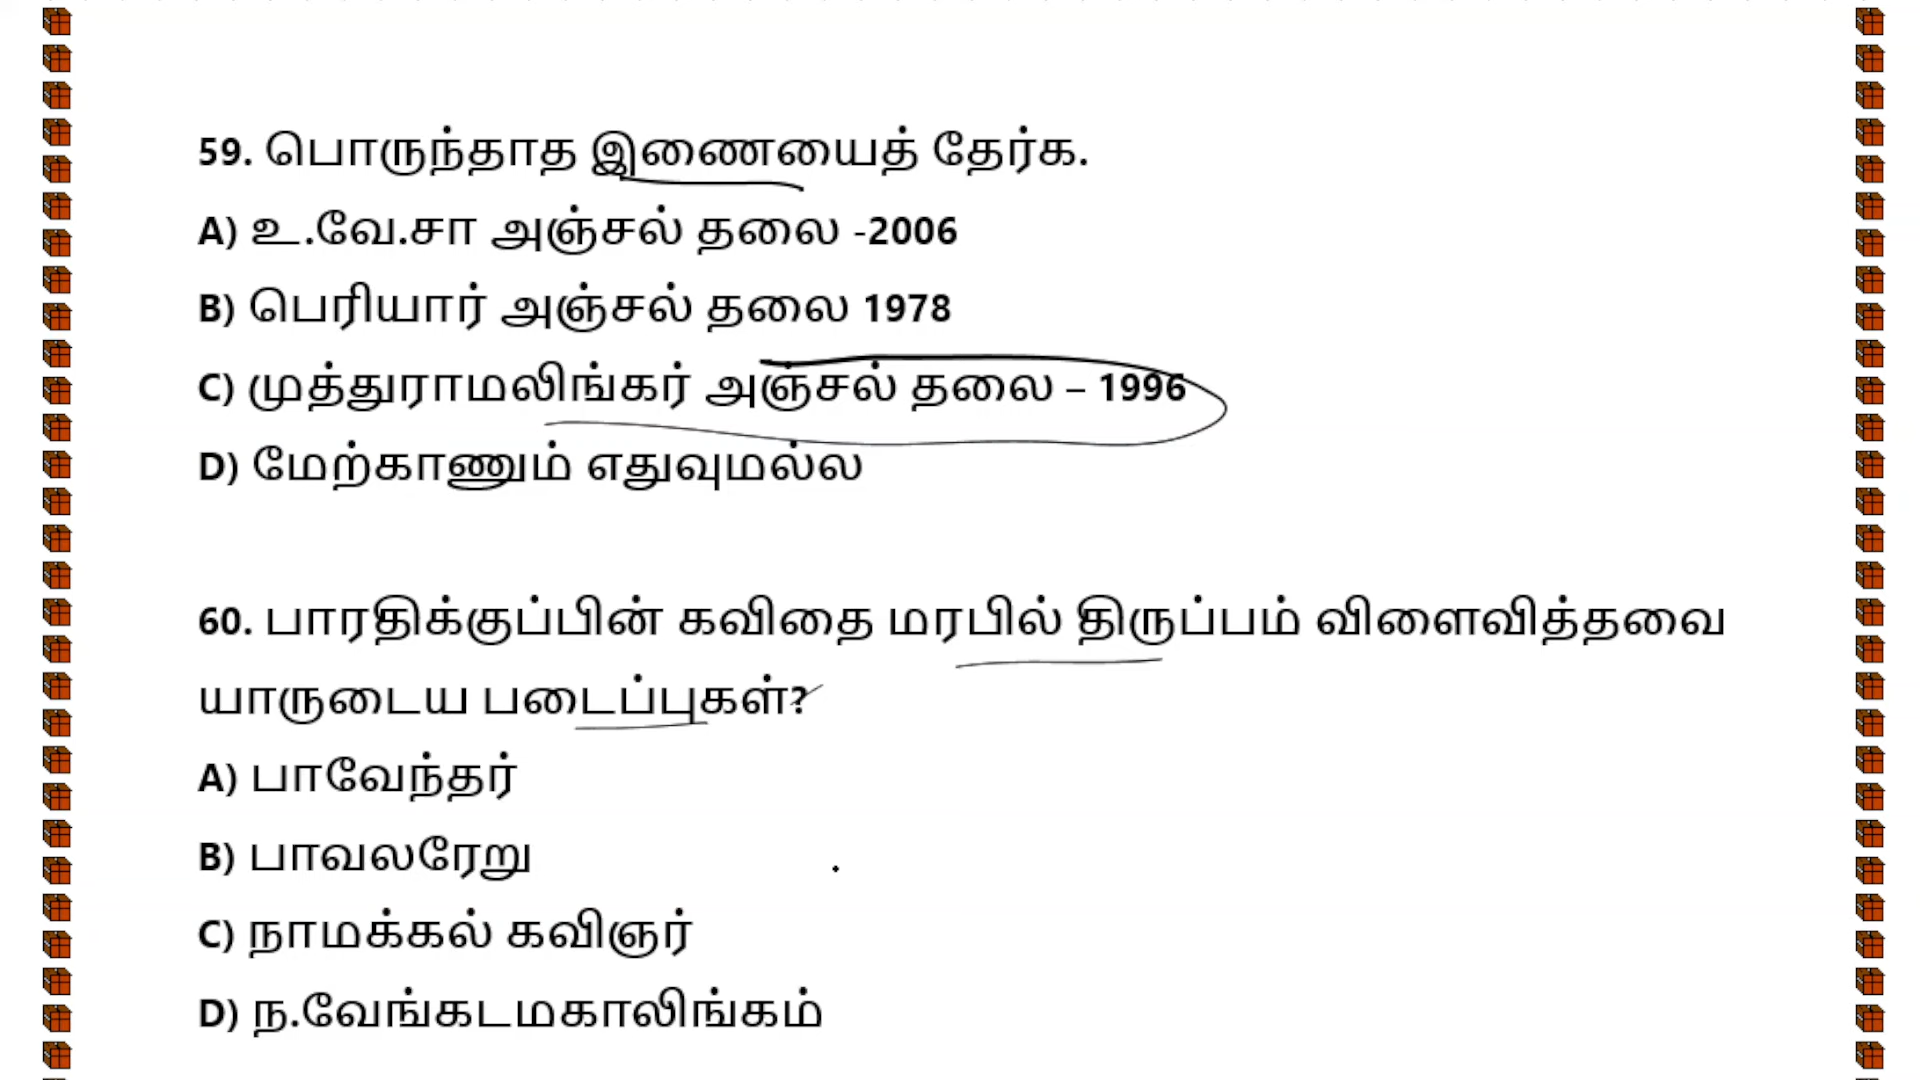 59. பொருந்தாத இணையைத் தேர்க.
A) உ.வே.சா அஞ்சல் தலை -2006
B) பெரியார் அஞ்சல் தலை 1978
C) முத்துராமலிங்கர் அஞ்சல் தலை – 1996
D) மேற்காணும் எதுவுமல்ல
60. பாரதிக்குப்பின் கவிதை மரபில் திருப்பம் விளைவித்தவை
யாருடைய படைப்புகள்?
A) பாவேந்தர்
B) பாவலரேறு
C) நாமக்கல் கவிஞர்
D) ந.வேங்கடமகாலிங்கம்